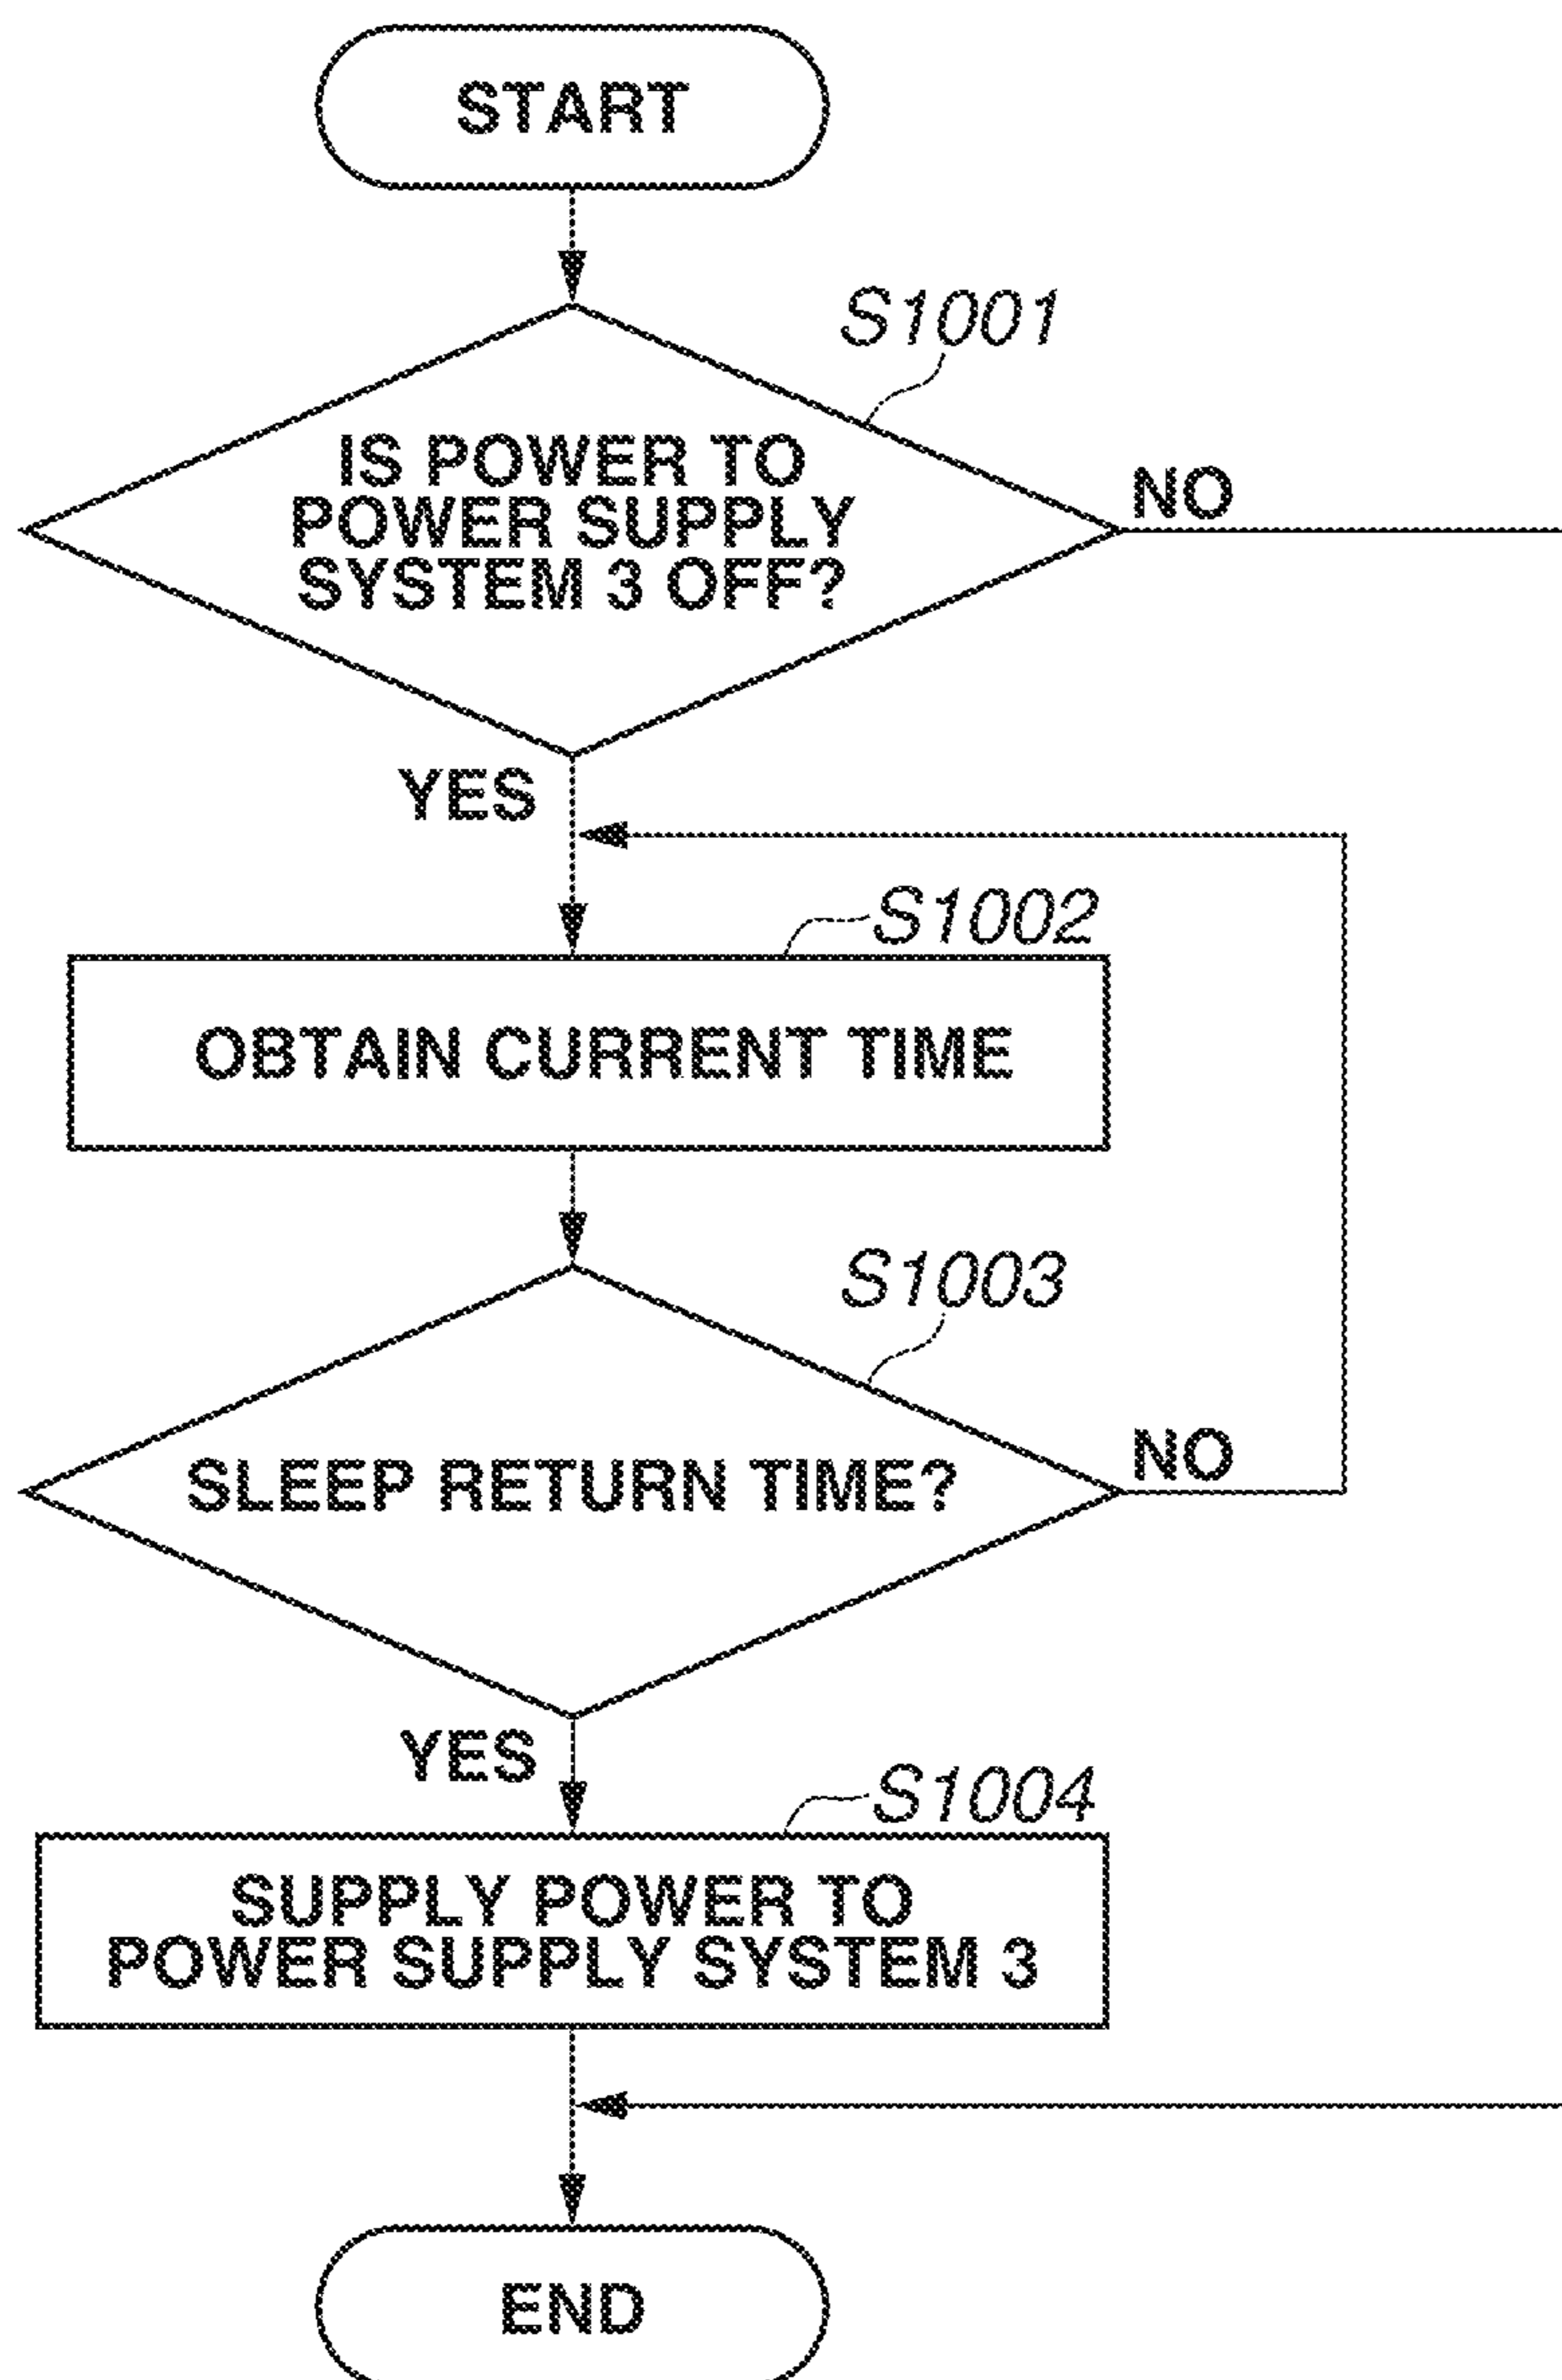 START
S1001
IS POWER TO
POWER SUPPLY
SYSTEM 3 OFF?
NO
YES
S1002
OBTAIN CURRENT TIME
S1003
SLEEP RETURN TIME?
NO
YES
S1004
SUPPLY POWER TO
POWER SUPPLY SYSTEM 3
END